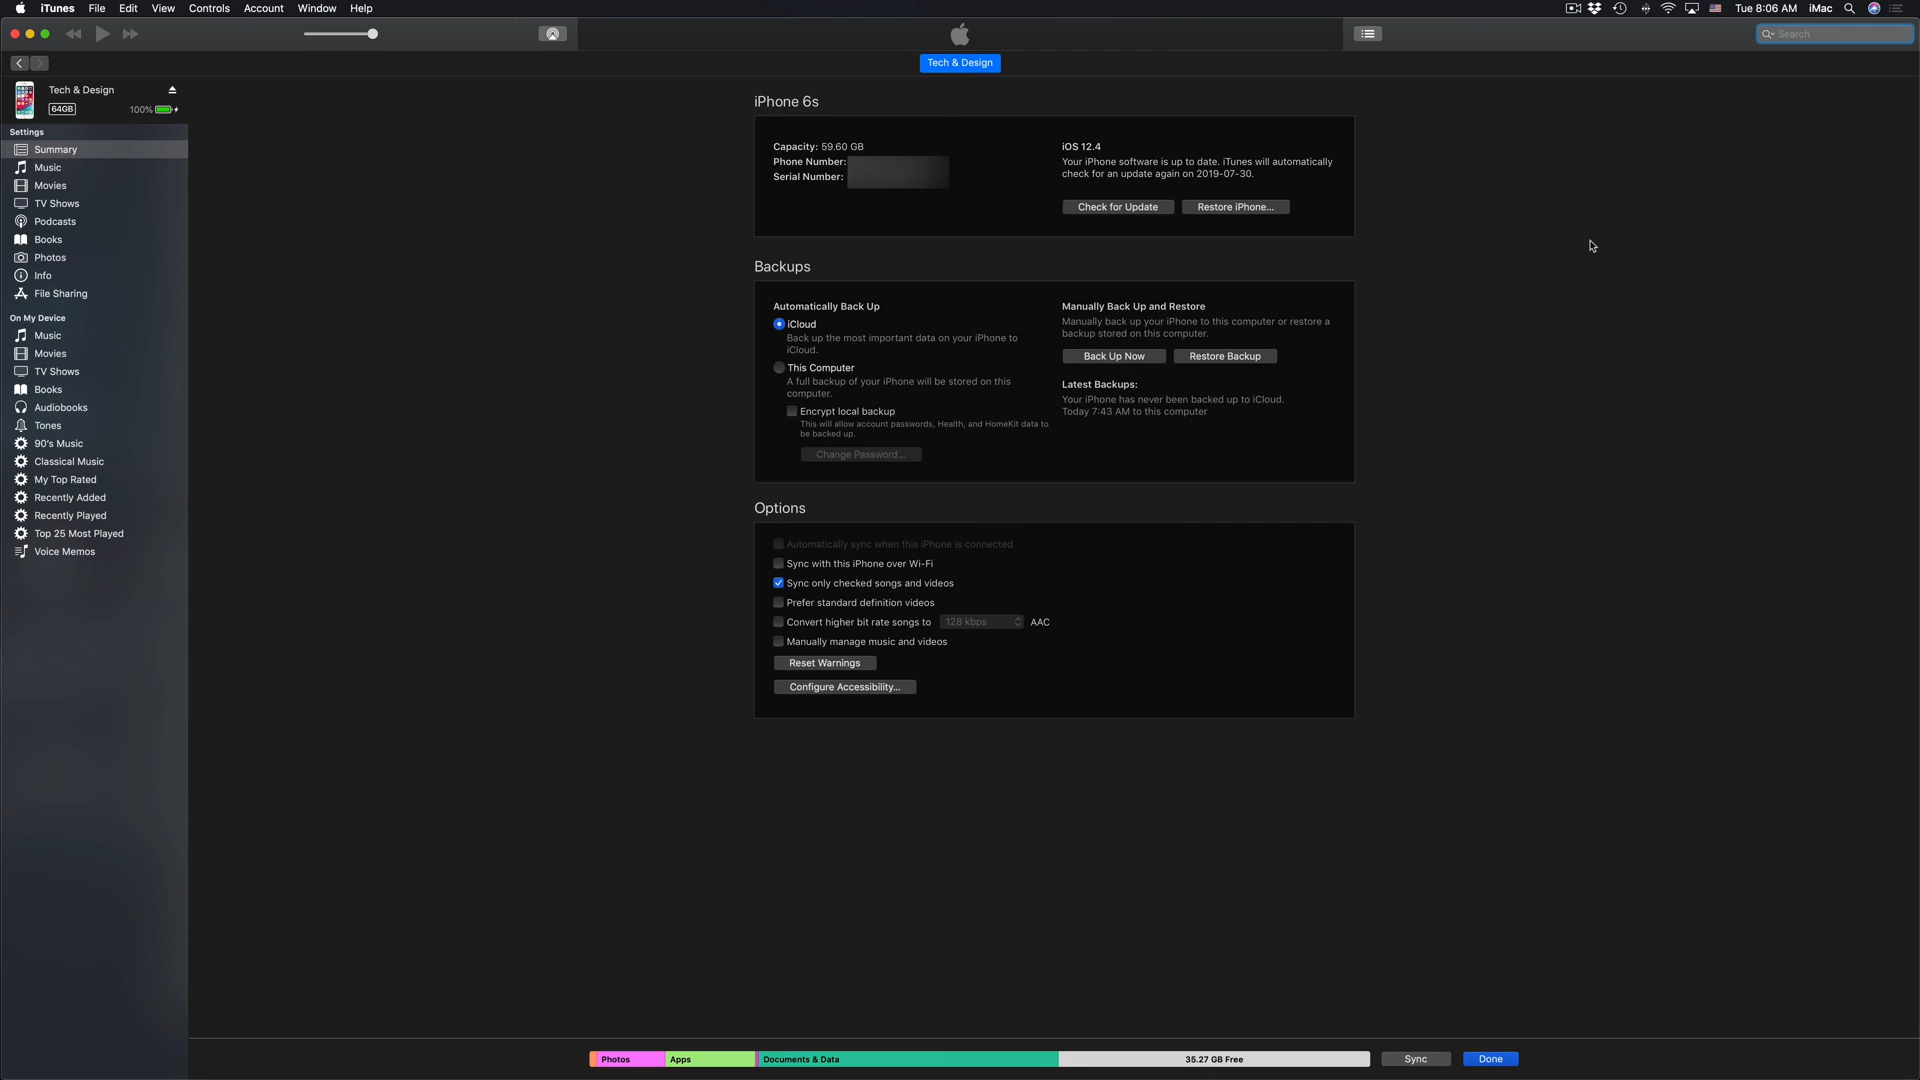 iTunes File Edit View Controls Account Window Help
Tue 8:06 AM iMac
Search
Tech & Design
Tech & Design
64GB
100%
Settings
Summary
Music
Movies
TV Shows
Podcasts
Books
Photos
Info
File Sharing
On My Device
Music
Movies
TV Shows
Books
Audiobooks
Tones
90's Music
Classical Music
My Top Rated
Recently Added
Recently Played
Top 25 Most Played
Voice Memos
iPhone 6s
Capacity: 59.60 GB
Phone Number:
Serial Number:
iOS 12.4
Your iPhone software is up to date. iTunes will automatically
check for an update again on 2019-07-30.
Check for Update Restore iPhone...
Backups
Automatically Back Up
iCloud
Back up the most important data on your iPhone to
iCloud.
This Computer
A full backup of your iPhone will be stored on this
computer.
Encrypt local backup
This will allow account passwords, Health, and HomeKit data to
be backed up.
Change Password...
Manually Back Up and Restore
Manually back up your iPhone to this computer or restore a
backup stored on this computer.
Back Up Now Restore Backup
Latest Backups:
Your iPhone has never been backed up to iCloud.
Today 7:43 AM to this computer
Options
Automatically sync when this iPhone is connected
Sync with this iPhone over Wi-Fi
Sync only checked songs and videos
Prefer standard definition videos
Convert higher bit rate songs to 128 kbps AAC
Manually manage music and videos
Reset Warnings
Configure Accessibility...
Photos Apps Documents & Data 35.27 GB Free Sync Done